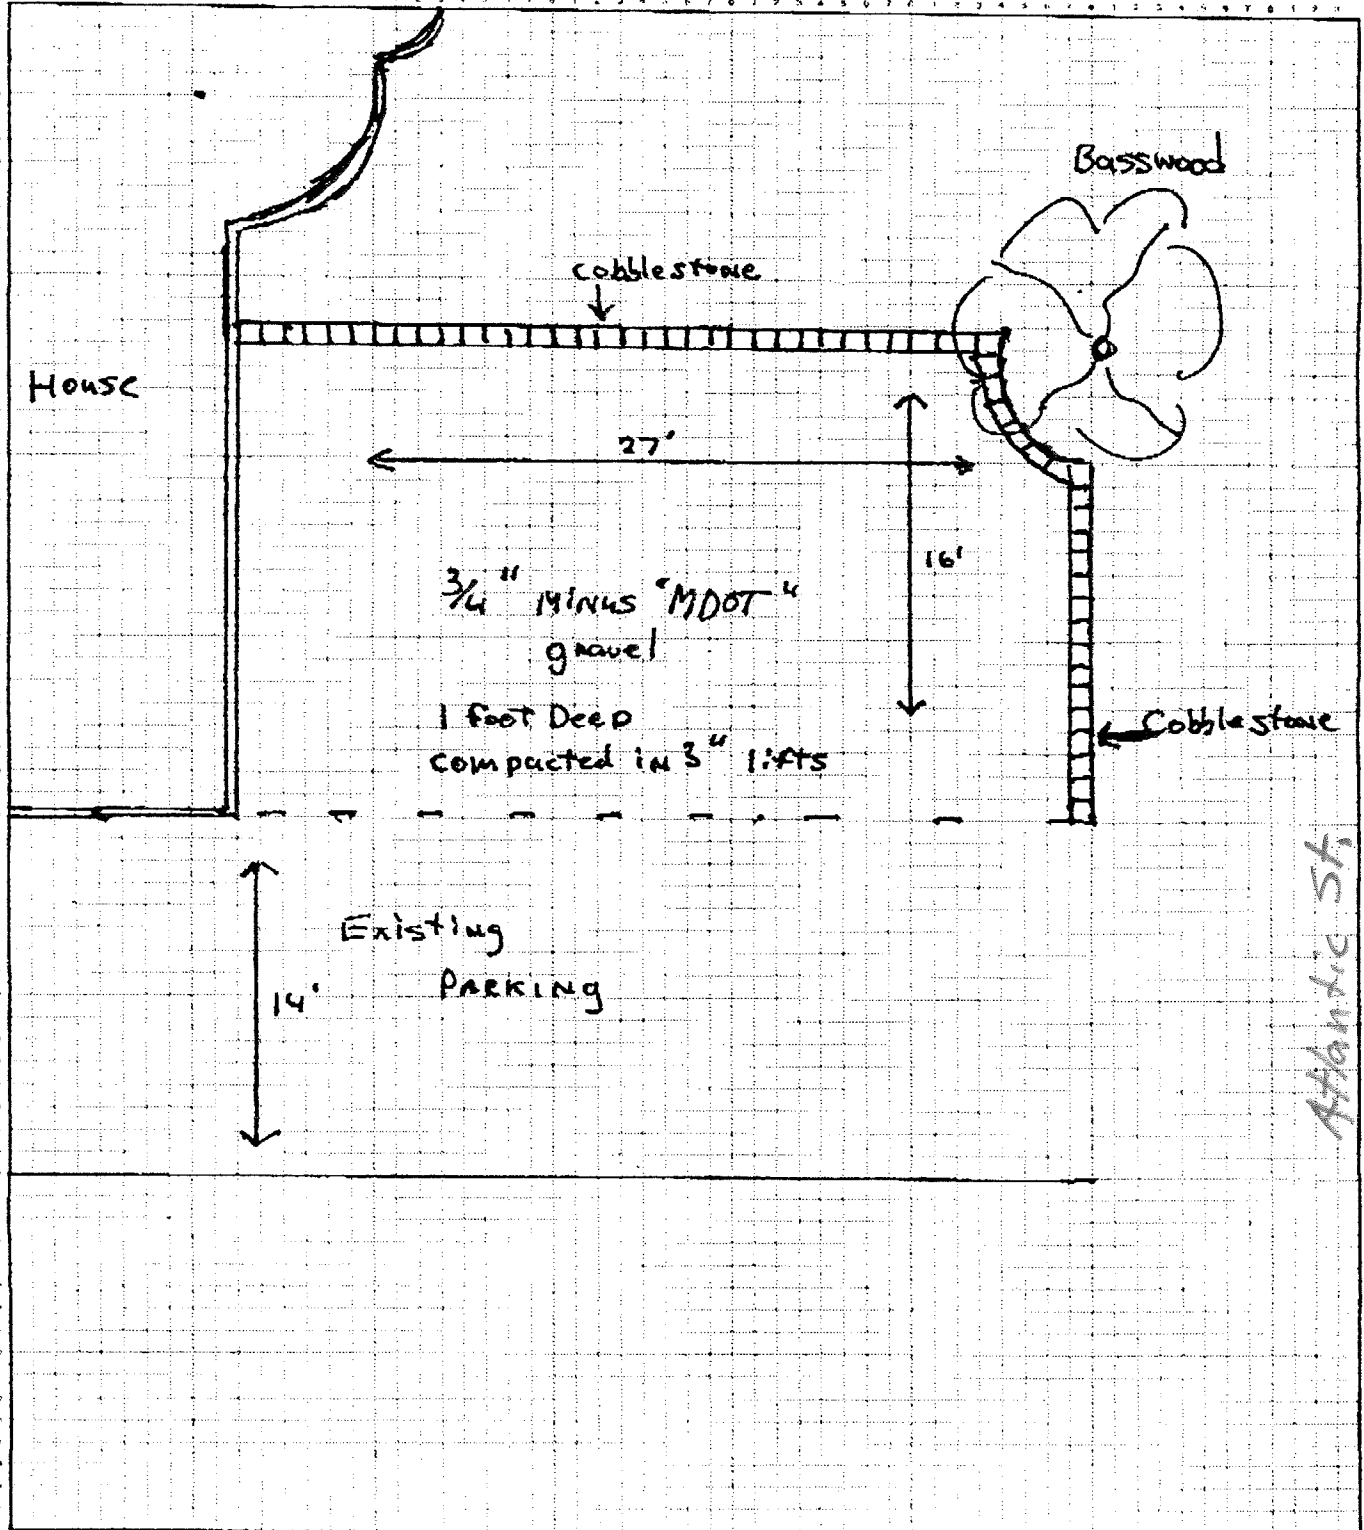 Basswood
cobblestone
House
27'
16'
3/4" MINUS "MDOT"
gravel
1 foot Deep
compacted in 3" lifts
Cobblestone
Existing
PARKING
14'
Atlantic St.